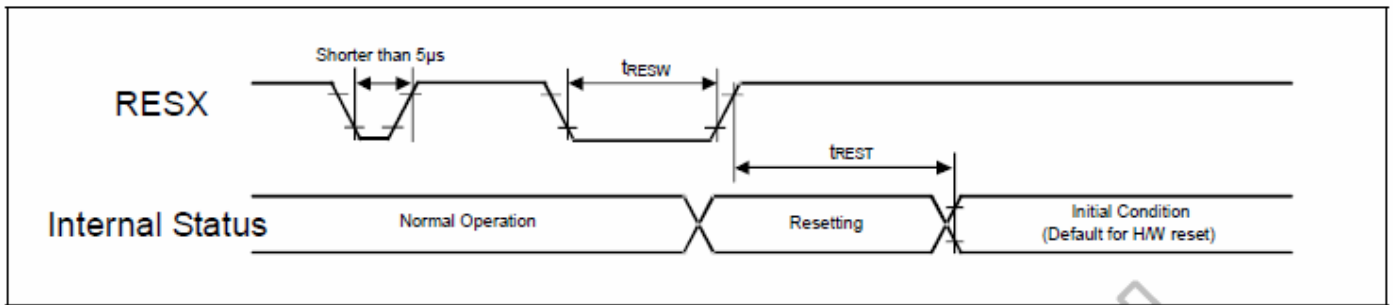 Shorter than 5µs
tRESW
RESX
tREST
Internal Status
Normal Operation
Resetting
Initial Condition
(Default for H/W reset)